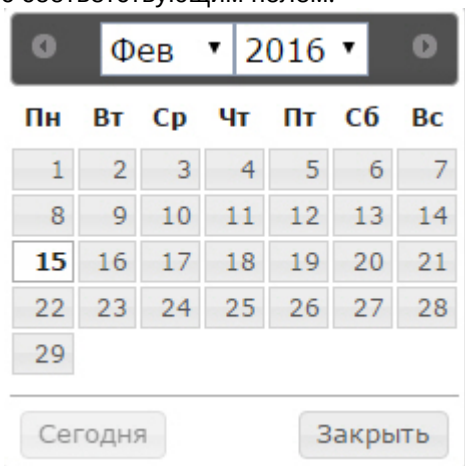 соответствующим полем.
Фев 2016
Пн Вт Ср Чт Пт Сб Вс
1 2 3 4 5 6 7
8 9 10 11 12 13 14
15 16 17 18 19 20 21
22 23 24 25 26 27 28
29
Сегодня Закрыть